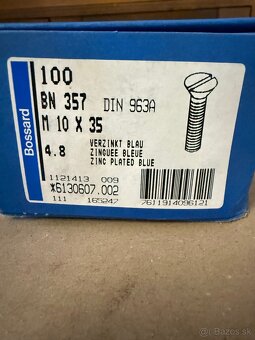 100
BN 357 DIN 963A
M 10 X 35
4.8
VERZINKT BLAU
ZINGUEE BLEUE
ZINC PLATED BLUE
1121413 009
*6130607.002
111 165247
7611914096121
Bossard
bazos.sk